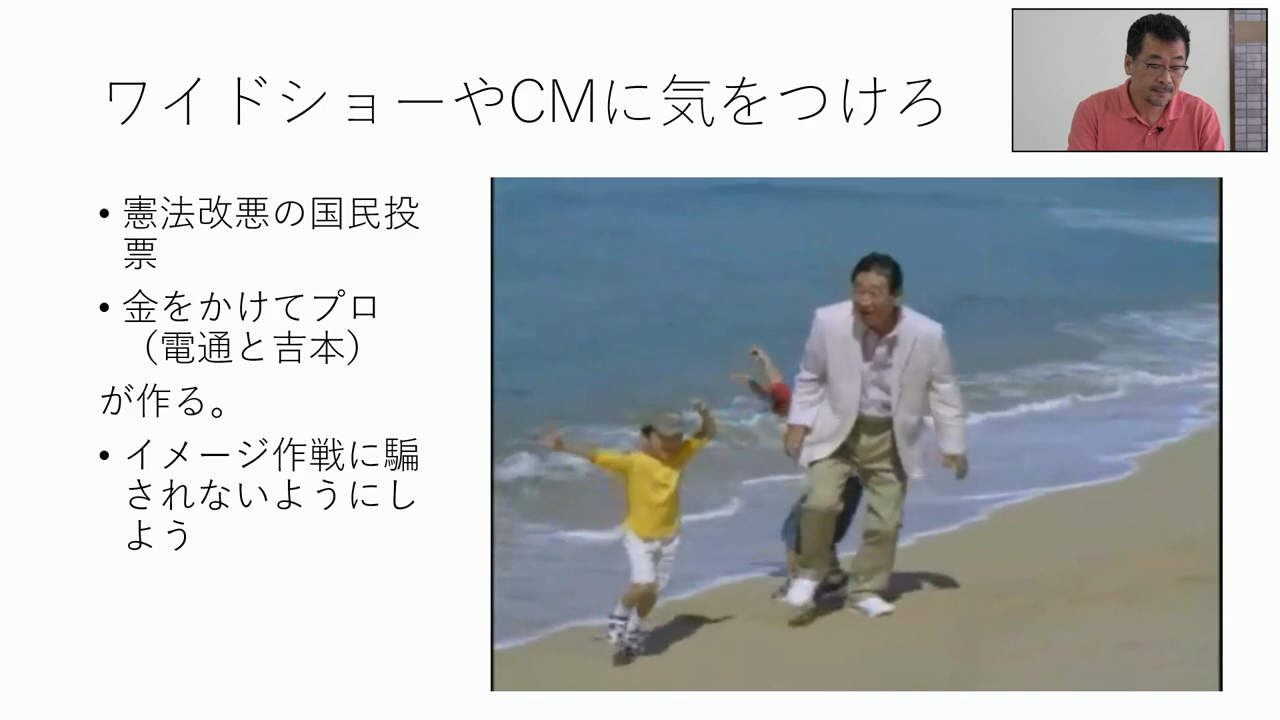 ワイドショーやCMに気をつけろ
• 憲法改悪の国民投
票
• 金をかけてプロ
（電通と吉本）
が作る。
• イメージ作戦に騙
されないようにし
よう